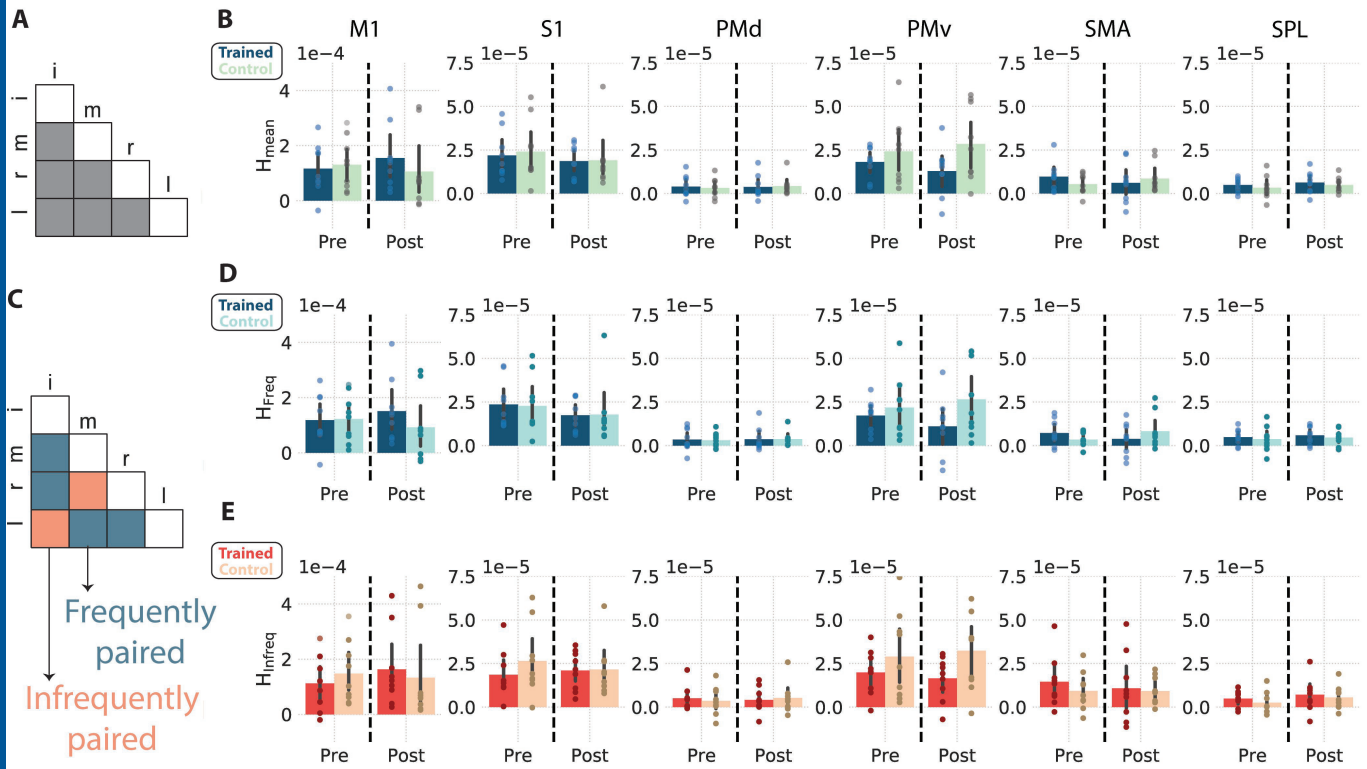 A
i
m
r
l
i
m
r
l
B
Trained
Control
M1
S1
PMd
PMv
SMA
SPL
1e−4
1e−5
1e−5
1e−5
1e−5
1e−5
H_mean
4
2
0
7.5
5.0
2.5
0.0
7.5
5.0
2.5
0.0
7.5
5.0
2.5
0.0
7.5
5.0
2.5
0.0
7.5
5.0
2.5
0.0
Pre Post
Pre Post
Pre Post
Pre Post
Pre Post
Pre Post
C
i
m
r
l
i
m
r
l
Frequently
paired
Infrequently
paired
D
Trained
Control
1e−4
1e−5
1e−5
1e−5
1e−5
1e−5
H_Freq
4
2
0
7.5
5.0
2.5
0.0
7.5
5.0
2.5
0.0
7.5
5.0
2.5
0.0
7.5
5.0
2.5
0.0
7.5
5.0
2.5
0.0
Pre Post
Pre Post
Pre Post
Pre Post
Pre Post
Pre Post
E
Trained
Control
1e−4
1e−5
1e−5
1e−5
1e−5
1e−5
H_Infreq
4
2
0
7.5
5.0
2.5
0.0
7.5
5.0
2.5
0.0
7.5
5.0
2.5
0.0
7.5
5.0
2.5
0.0
7.5
5.0
2.5
0.0
Pre Post
Pre Post
Pre Post
Pre Post
Pre Post
Pre Post